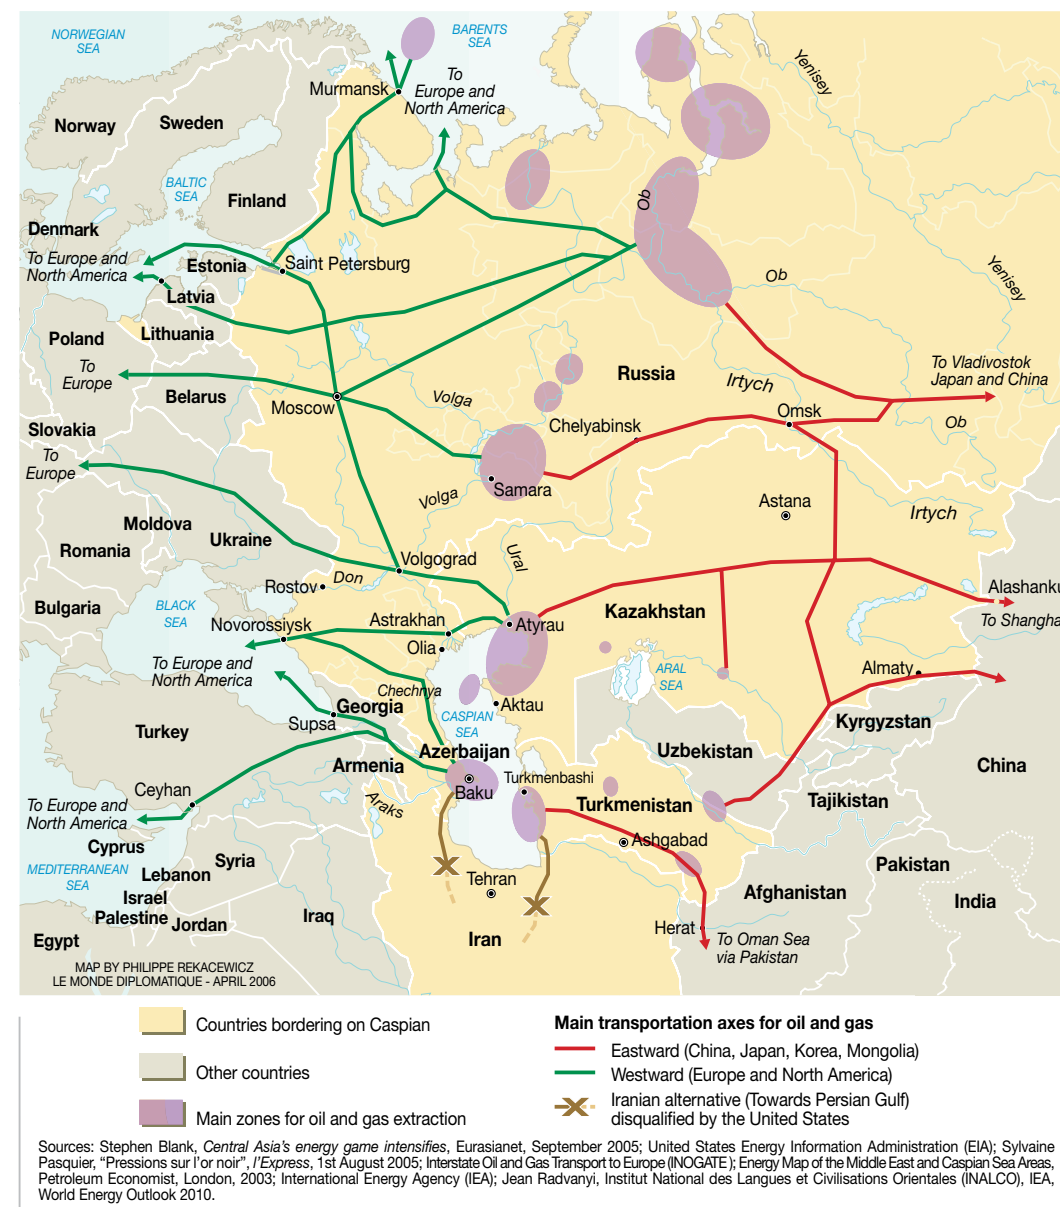 NORWEGIAN
SEA
BARENTS
SEA
To
Europe and
North America
Murmansk
Yenisey
Norway
Sweden
BALTIC
SEA
Finland
Ob
Denmark
To Europe and
North America
Estonia
Saint Petersburg
Latvia
Ob
Yenisey
Poland
Lithuania
To
Europe
Belarus
Moscow
Volga
Russia
Irtych
To Vladivostok
Japan and China
Chelyabinsk
Omsk
Ob
Slovakia
To
Europe
Volga
Samara
Astana
Irtych
Moldova
Romania
Ukraine
Volgograd
Ural
Rostov
Don
Bulgaria
BLACK
SEA
Novorossiysk
Astrakhan
Olia
Atyrau
Kazakhstan
Alashanku
To Shangha
To Europe and
North America
Chechnya
ARAL
SEA
Almaty
Georgia
Supsa
CASPIAN
SEA
Aktau
Kyrgyzstan
Turkey
Armenia
Azerbaijan
Uzbekistan
China
Ceyhan
Araks
Baku
Turkmenbashi
Turkmenistan
Tajikistan
To Europe and
North America
Cyprus
Ashgabad
MEDITERRANEAN
SEA
Lebanon
Syria
Tehran
Pakistan
Israel
Palestine
Jordan
Iraq
Afghanistan
India
Egypt
Iran
Herat
To Oman Sea
via Pakistan
MAP BY PHILIPPE REKACEWICZ
LE MONDE DIPLOMATIQUE - APRIL 2006
Countries bordering on Caspian
Other countries
Main zones for oil and gas extraction
Main transportation axes for oil and gas
Eastward (China, Japan, Korea, Mongolia)
Westward (Europe and North America)
Iranian alternative (Towards Persian Gulf)
disqualified by the United States
Sources: Stephen Blank, Central Asia's energy game intensifies, Eurasianet, September 2005; United States Energy Information Administration (EIA); Sylvaine
Pasquier, “Pressions sur l'or noir”, l'Express, 1st August 2005; Interstate Oil and Gas Transport to Europe (INOGATE ); Energy Map of the Middle East and Caspian Sea Areas,
Petroleum Economist, London, 2003; International Energy Agency (IEA); Jean Radvanyi, Institut National des Langues et Civilisations Orientales (INALCO), IEA,
World Energy Outlook 2010.